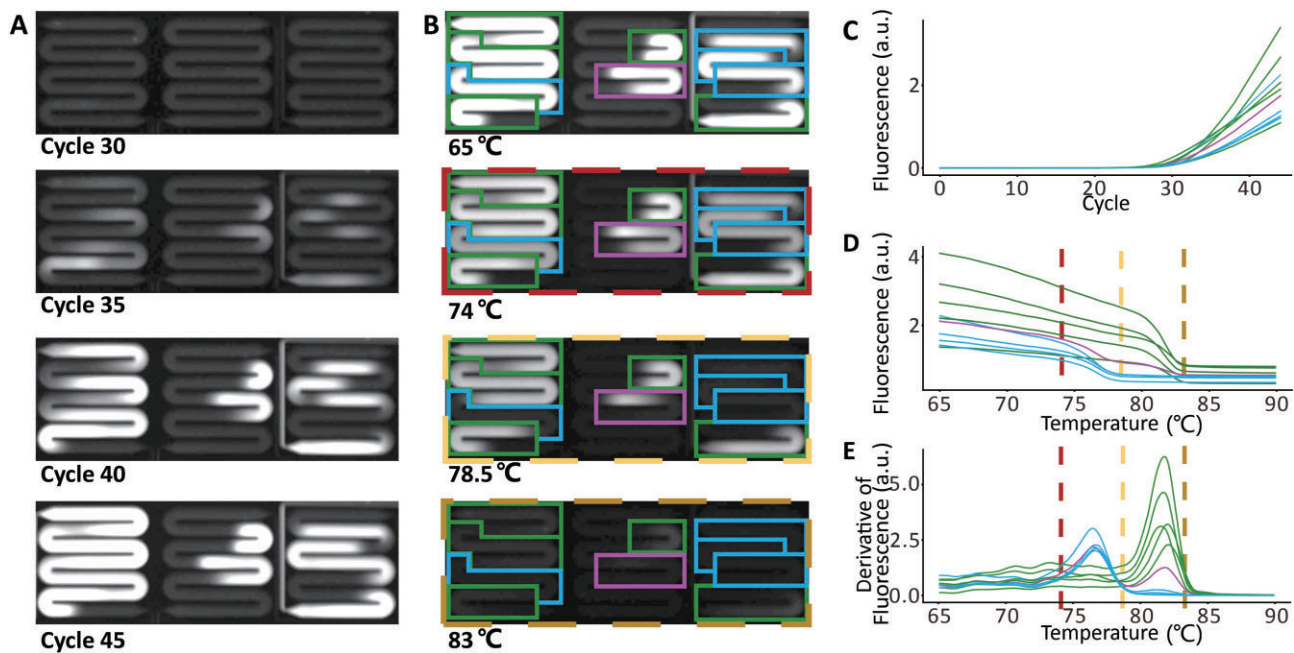 A
Cycle 30
Cycle 35
Cycle 40
Cycle 45
B
65 °C
74 °C
78.5 °C
83 °C
C
Fluorescence (a.u.)
2
0
0 10 20 30 40
Cycle
D
Fluorescence (a.u.)
4
2
65 70 75 80 85 90
Temperature (°C)
E
Derivative of
Fluorescence (a.u.)
5.0
2.5
0.0
65 70 75 80 85 90
Temperature (°C)